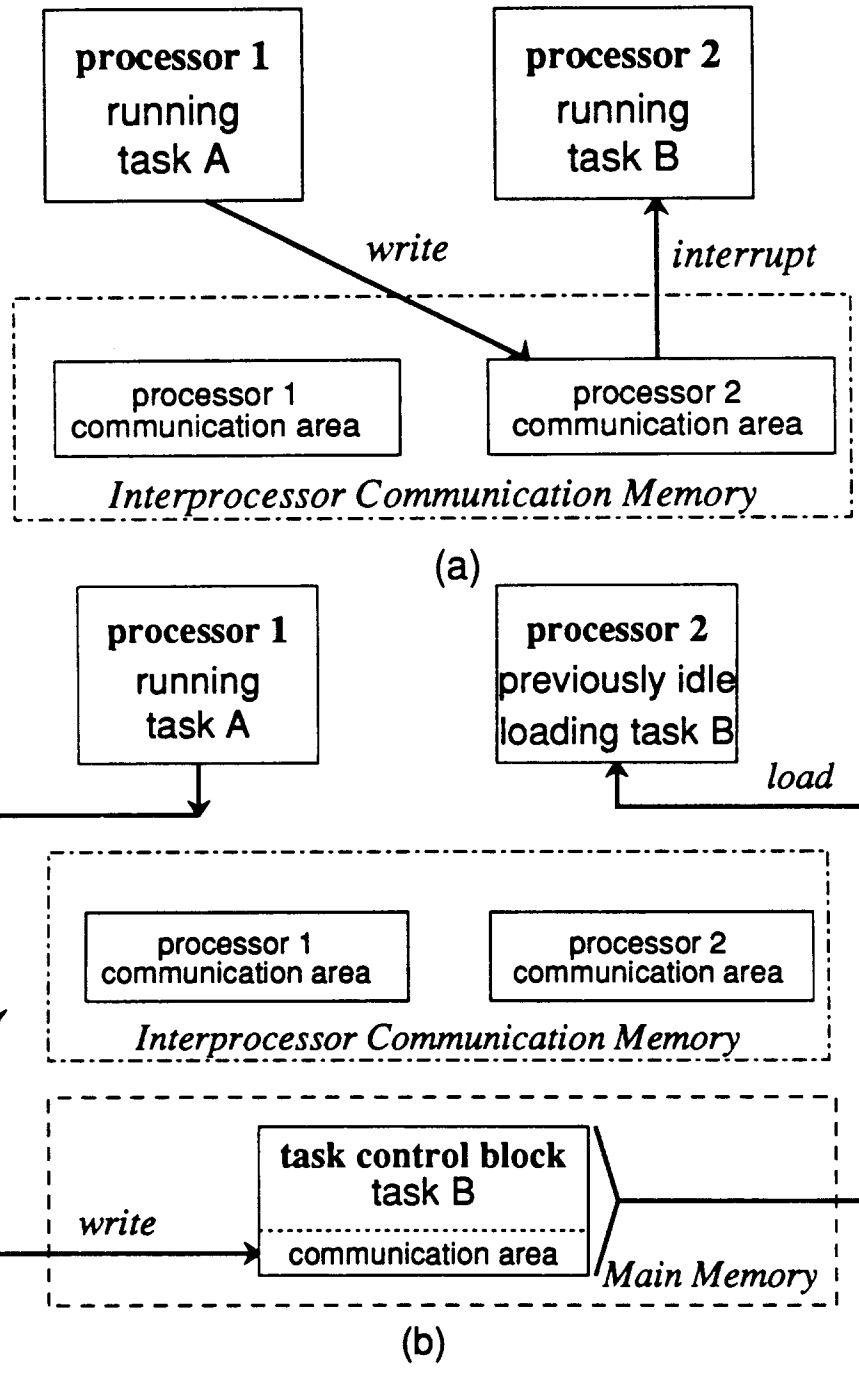 processor 1
running
task A
processor 2
running
task B
write
interrupt
processor 1
communication area
processor 2
communication area
Interprocessor Communication Memory
(a)
processor 1
running
task A
processor 2
previously idle
loading task B
load
processor 1
communication area
processor 2
communication area
Interprocessor Communication Memory
task control block
task B
write
communication area
Main Memory
(b)